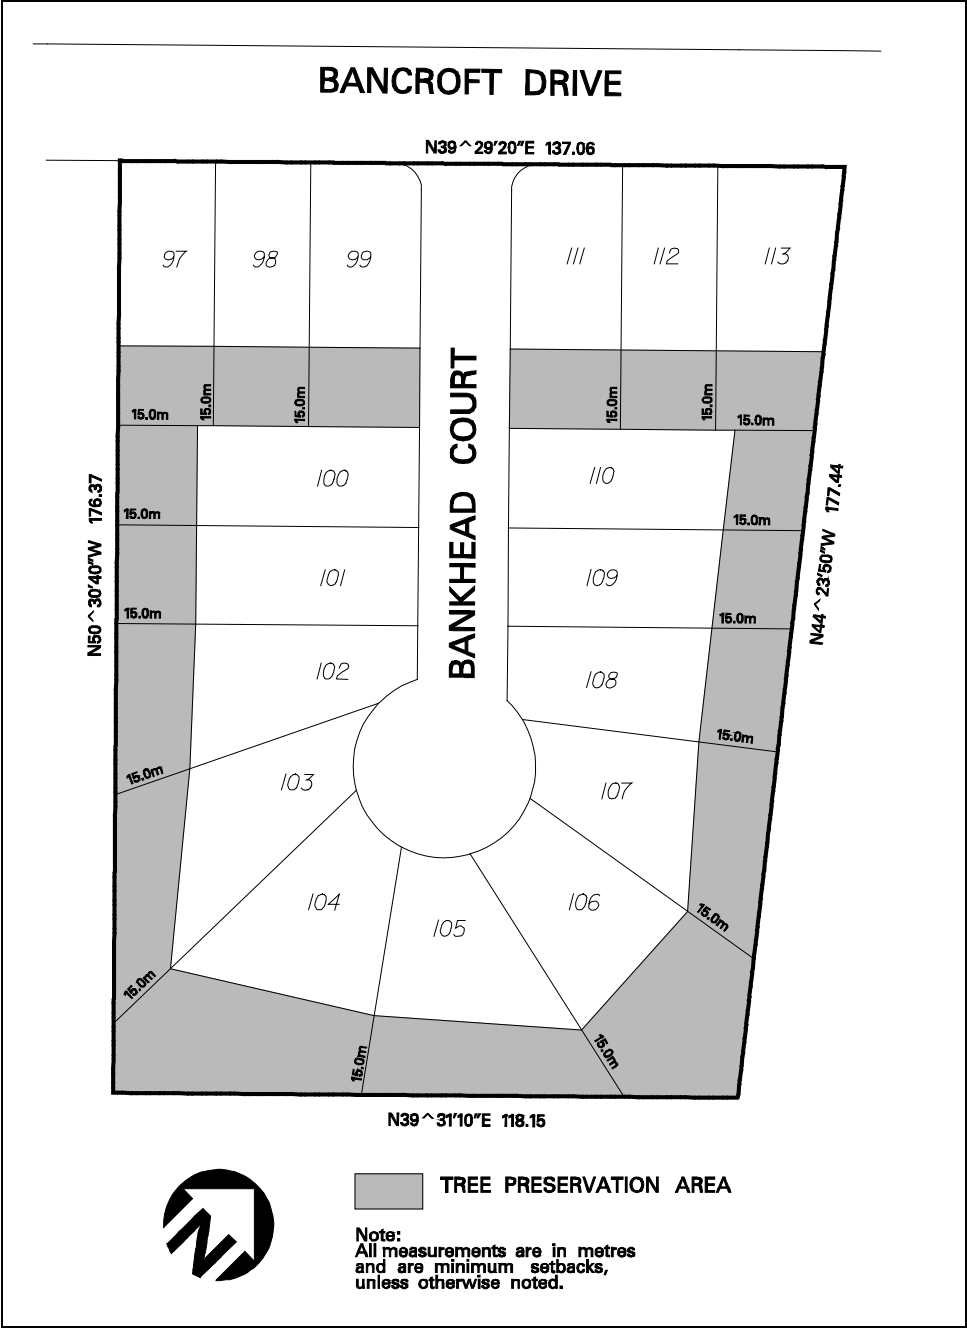 BANCROFT DRIVE
N39^29'20"E 137.06
97 98 99 111 112 113
15.0m 15.0m 15.0m 15.0m 15.0m 15.0m
BANKHEAD COURT
100 110
15.0m 15.0m
N50^30'40"W 176.37
N44^23'50"W 177.44
101 109
15.0m 15.0m
102 108
15.0m 15.0m
103 107
104 105 106
15.0m
15.0m
15.0m
15.0m
N39^31'10"E 118.15
N
TREE PRESERVATION AREA
Note:
All measurements are in metres
and are minimum setbacks,
unless otherwise noted.